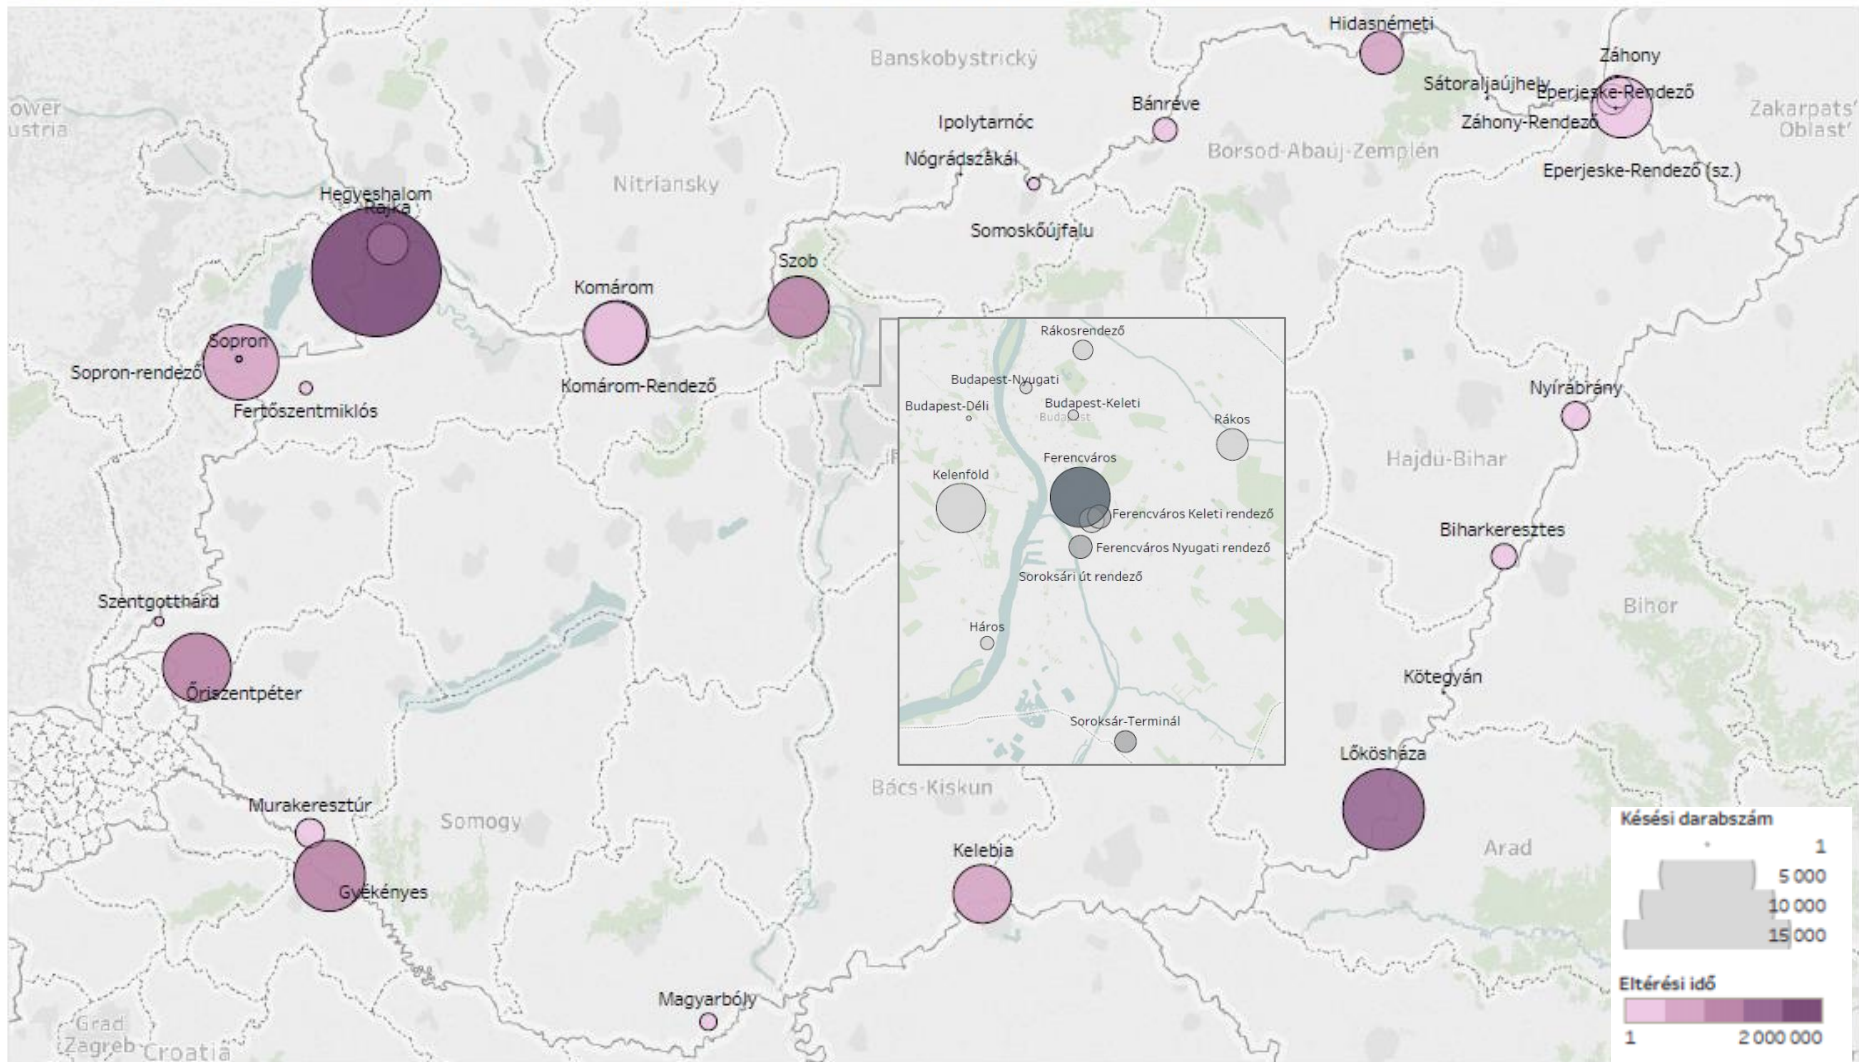 Hidasnémeti
Záhony
Banskobystrický
Sátoraljaújhely
Eperjeske-Rendező
Bánréve
Zakarpats'
Oblast'
ower
ustria
Ipolytarnóc
Záhony-Rendező
Nógrádszakál
Borsod-Abaúj-Zemplén
Eperjeske-Rendező (sz.)
Nitriansky
Hegyeshalom
Rajka
Somoskőújfalu
Szob
Komárom
Rákosrendező
Sopron
Sopron-rendező
Komárom-Rendező
Budapest-Nyugati
Nyírábrány
Fertőszentmiklós
Budapest-Déli
Budapest-Keleti
Budapest
Rákos
Ferencváros
Hajdú-Bihar
Kelenföld
Ferencváros Keleti rendező
Biharkeresztes
Ferencváros Nyugati rendező
Soroksári út rendező
Szentgotthárd
Bihor
Háros
Kötegyán
Őriszentpéter
Soroksár-Terminál
Lőkösháza
Bács-Kiskun
Murakeresztúr
Somogy
Kelebia
Arad
Gyékényes
Magyarbóly
Grad
Zagreb
Croatia
Késési darabszám
1
5 000
10 000
15 000
Eltérési idő
1
2 000 000